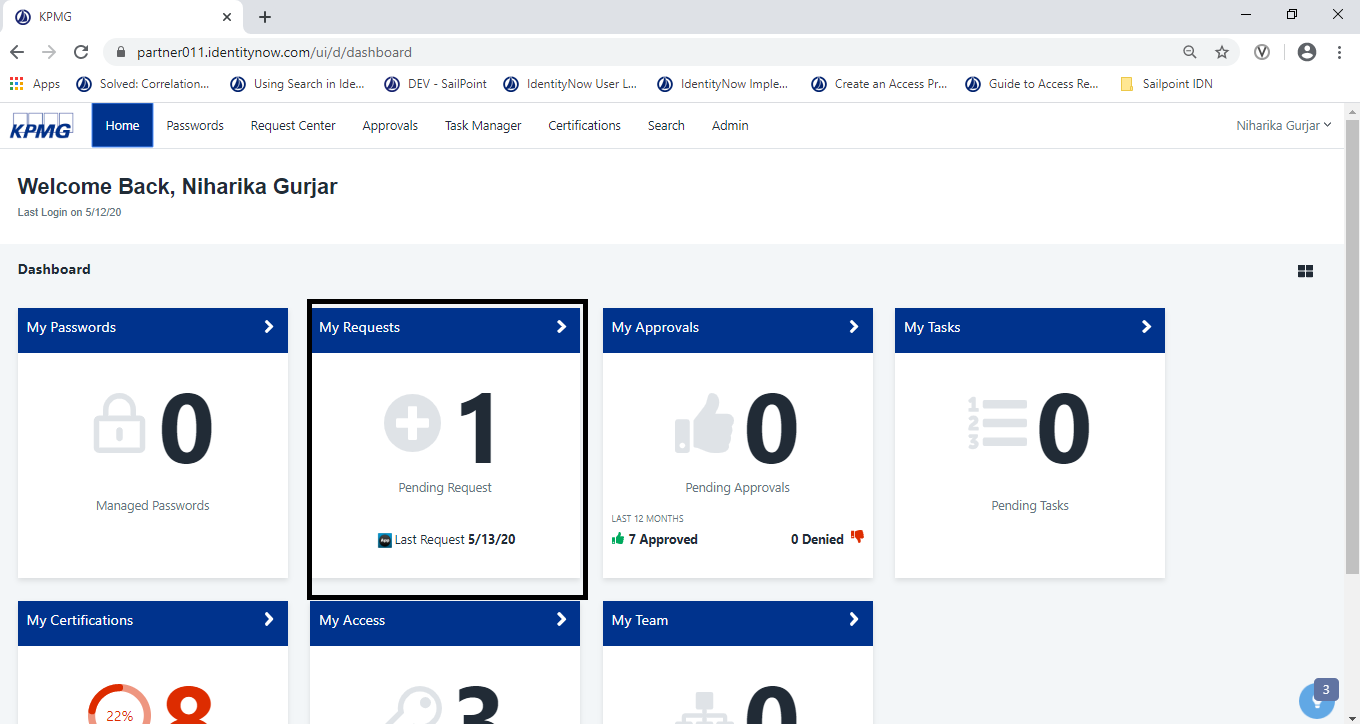 KPMG
partner011.identitynow.com/ui/d/dashboard
Apps Solved: Correlation... Using Search in Ide... DEV - SailPoint IdentityNow User L... IdentityNow Imple... Create an Access Pr... Guide to Access Re... Sailpoint IDN
KPMG Home Passwords Request Center Approvals Task Manager Certifications Search Admin Niharika Gurjar
Welcome Back, Niharika Gurjar
Last Login on 5/12/20
Dashboard
My Passwords
0
Managed Passwords
My Requests
1
Pending Request
Last Request 5/13/20
My Approvals
0
Pending Approvals
LAST 12 MONTHS
7 Approved 0 Denied
My Tasks
1
2
3
0
Pending Tasks
My Certifications
22% 8
My Access
3
My Team
0
3